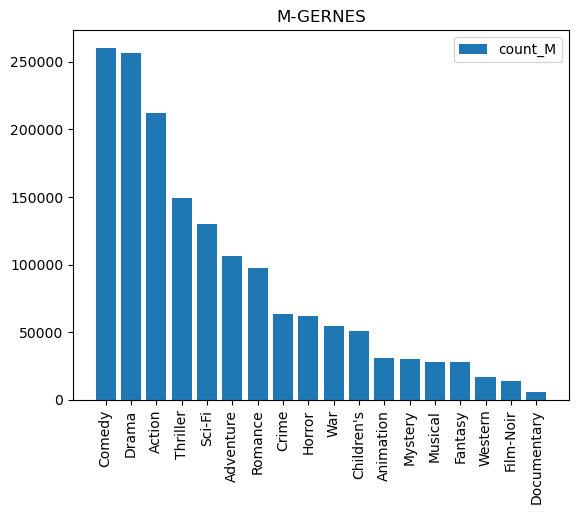 M-GERNES
count_M
250000
200000
150000
100000
50000
0
Comedy
Drama
Action
Thriller
Sci-Fi
Adventure
Romance
Crime
Horror
War
Children's
Animation
Mystery
Musical
Fantasy
Western
Film-Noir
Documentary